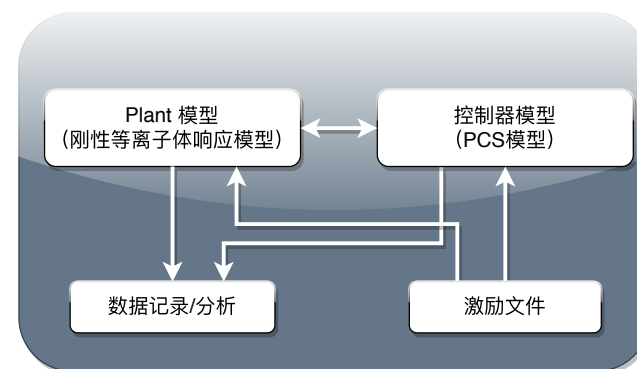 Plant 模型
（刚性等离子体响应模型）
控制器模型
（PCS模型）
数据记录/分析
激励文件